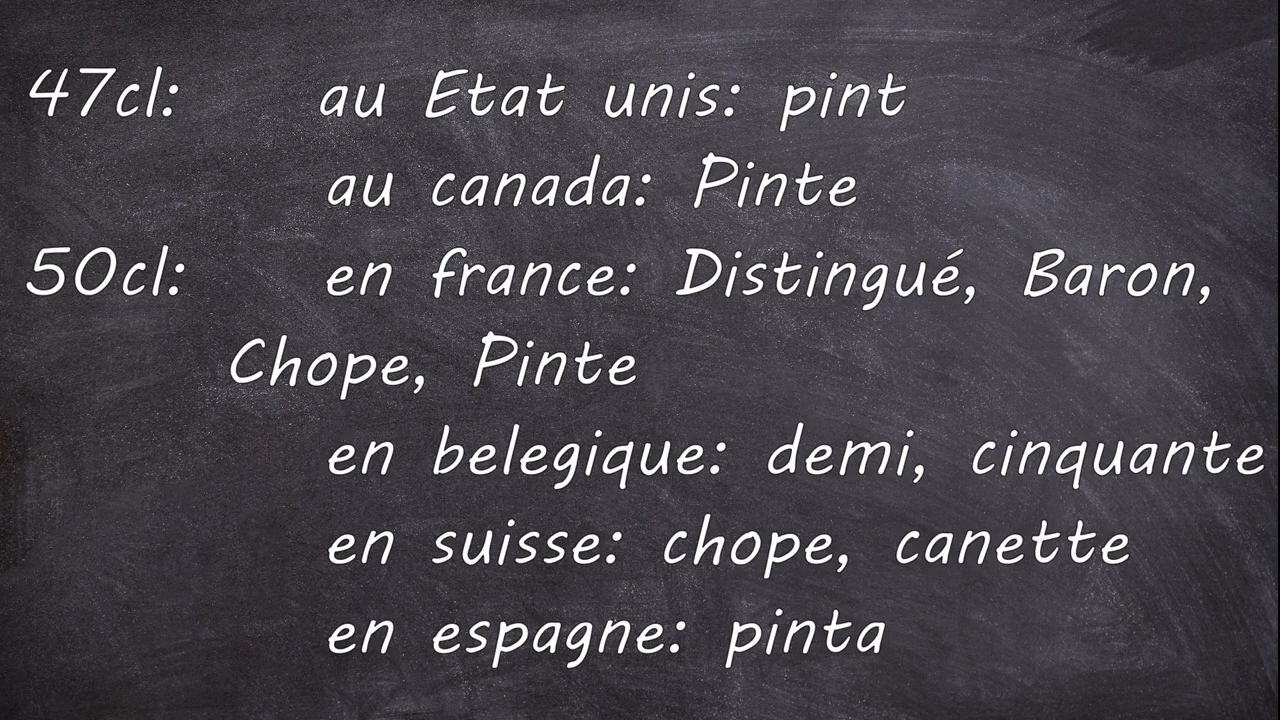 47cl: au Etat unis: pint
au canada: Pinte
50cl: en france: Distingué, Baron,
Chope, Pinte
en belegique: demi, cinquante
en suisse: chope, canette
en espagne: pinta